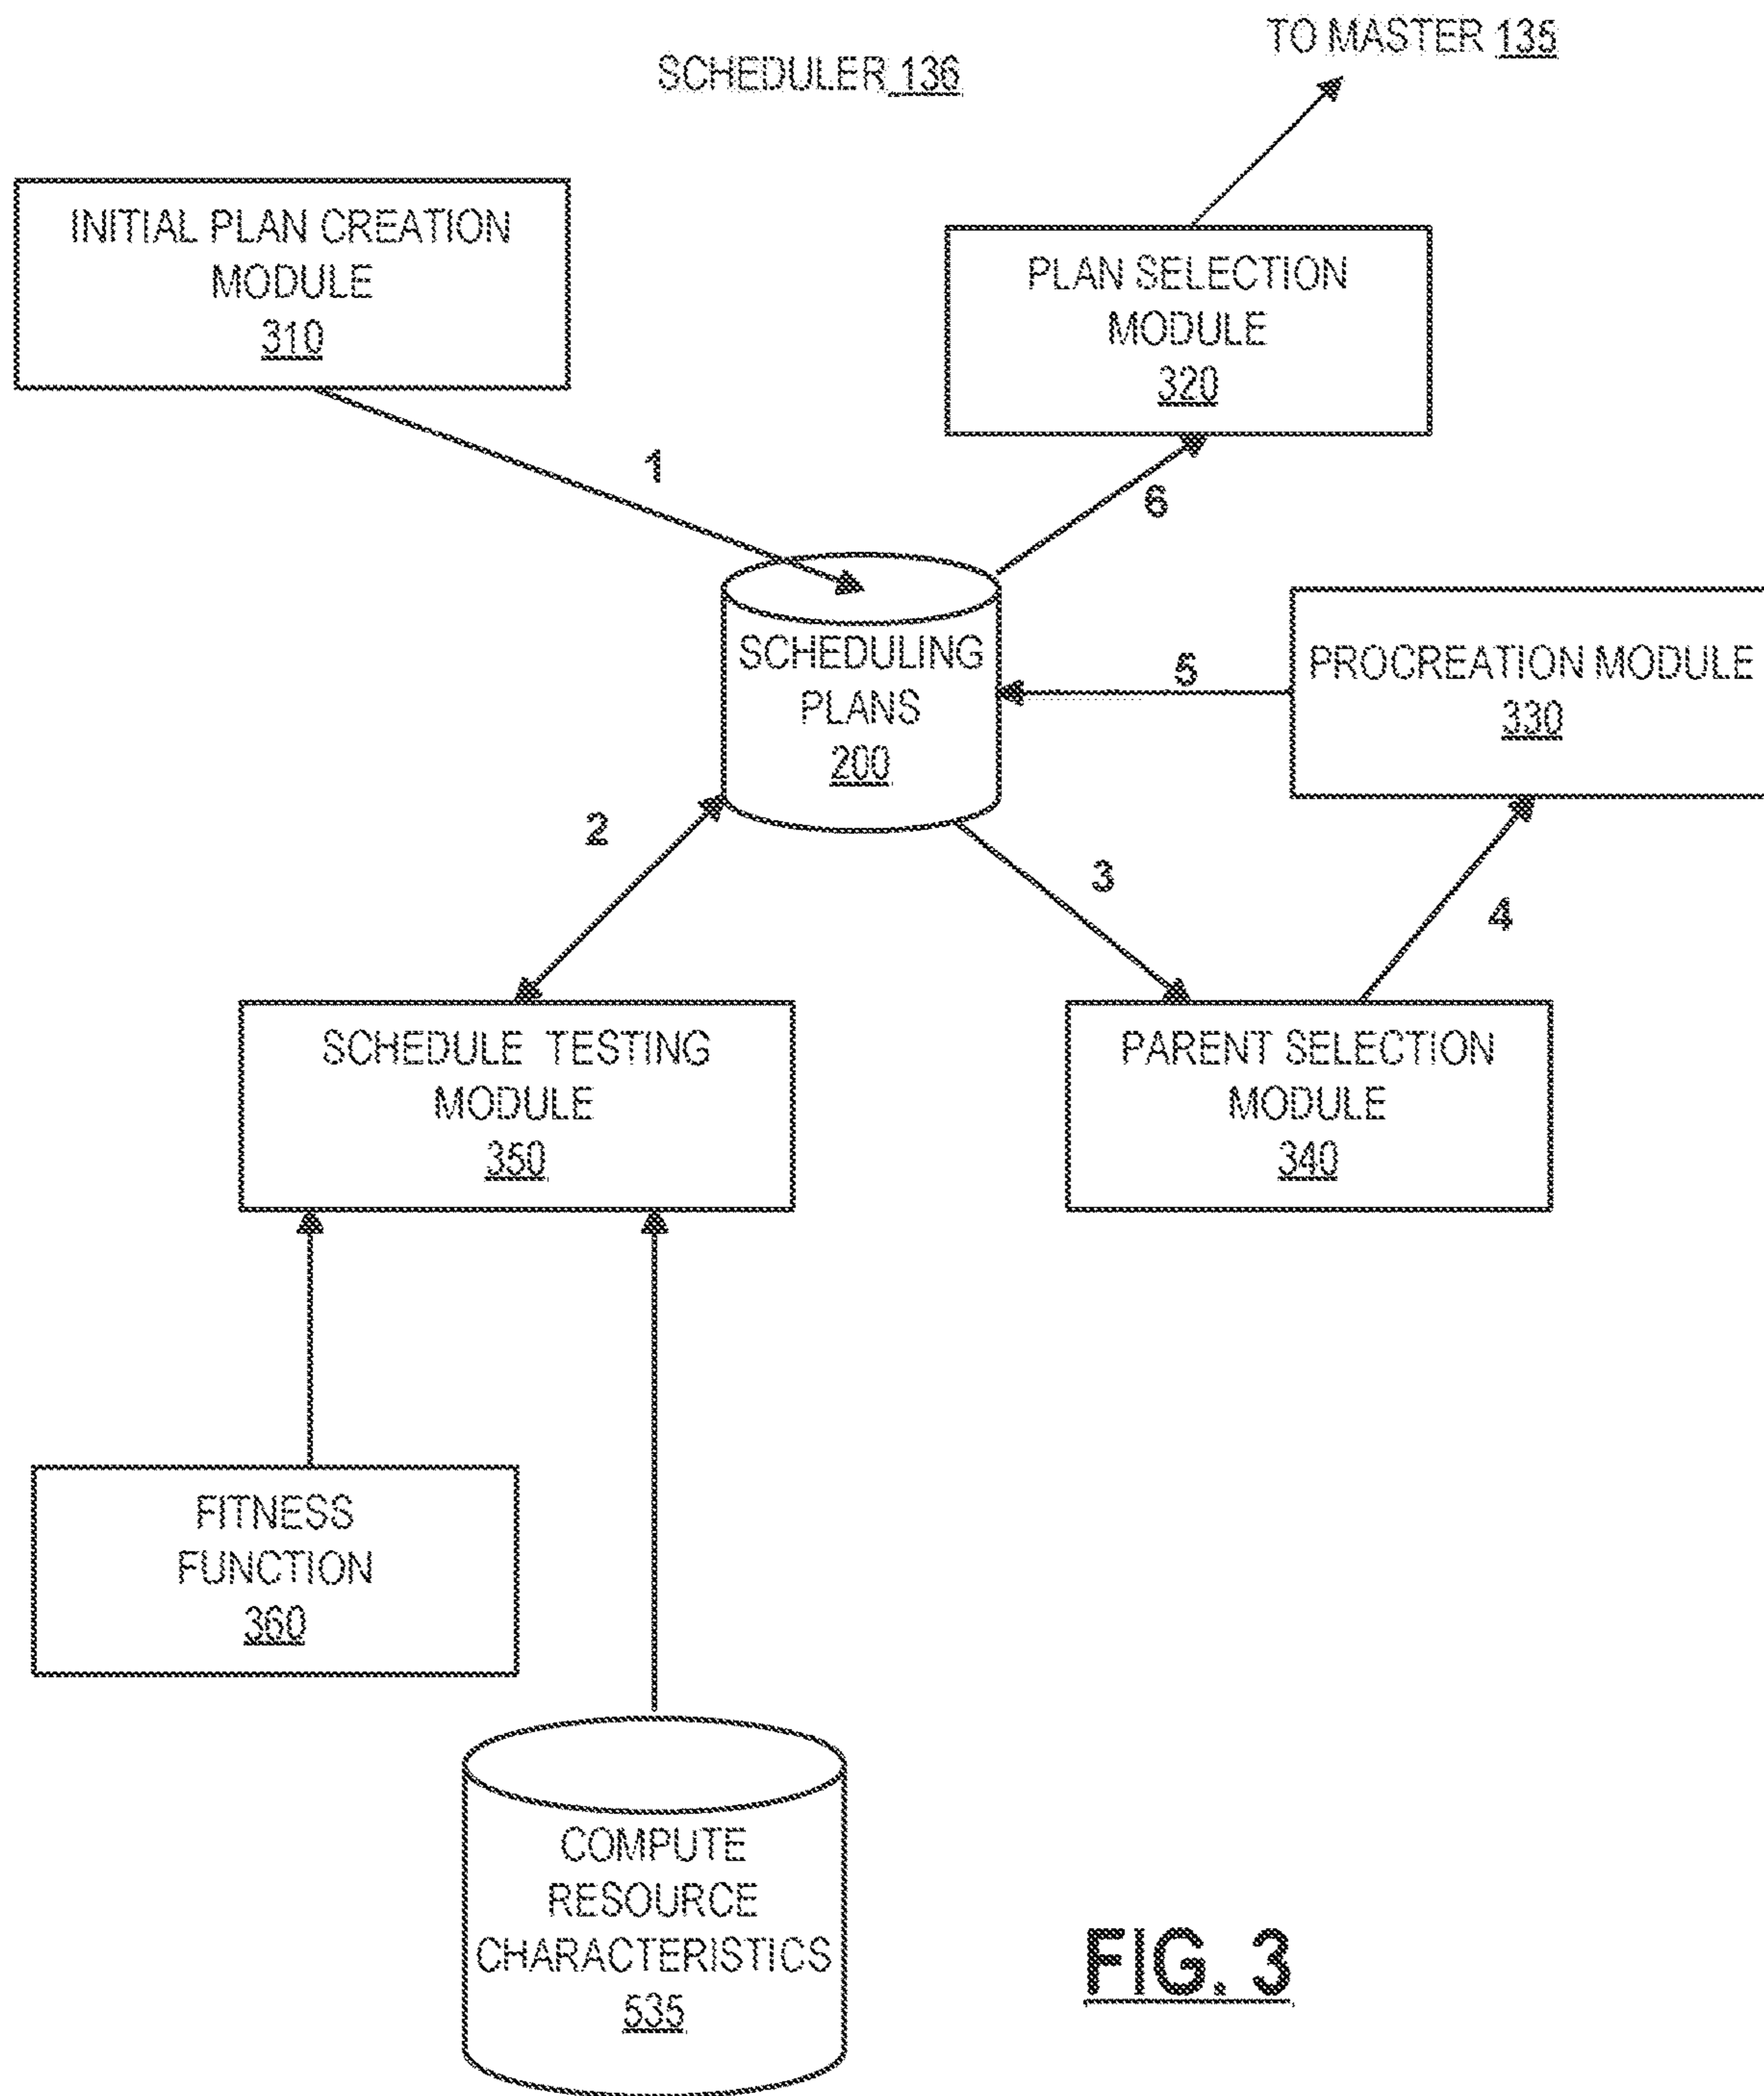 TO MASTER 135
SCHEDULER 136
INITIAL PLAN CREATION
MODULE
310
PLAN SELECTION
MODULE
320
1
6
SCHEDULING
PLANS
200
5
PROCREATION MODULE
330
2
3
4
SCHEDULE TESTING
MODULE
350
PARENT SELECTION
MODULE
340
FITNESS
FUNCTION
360
COMPUTE
RESOURCE
CHARACTERISTICS
535
FIG. 3